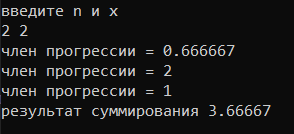 введите n и x
2 2
член прогрессии = 0.666667
член прогрессии = 2
член прогрессии = 1
результат суммирования 3.66667